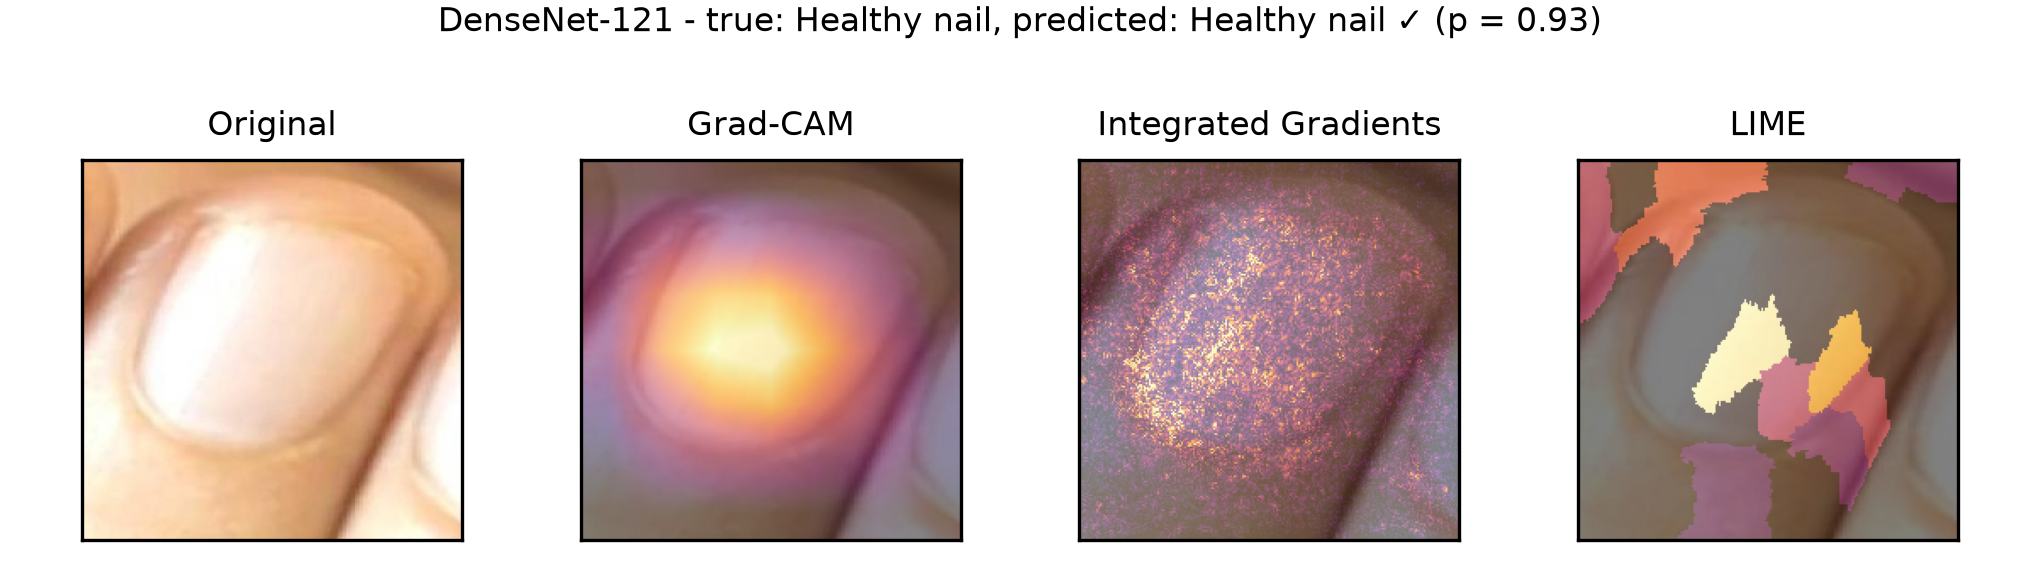 DenseNet-121 - true: Healthy nail, predicted: Healthy nail ✓ (p = 0.93)
Original
Grad-CAM
Integrated Gradients
LIME